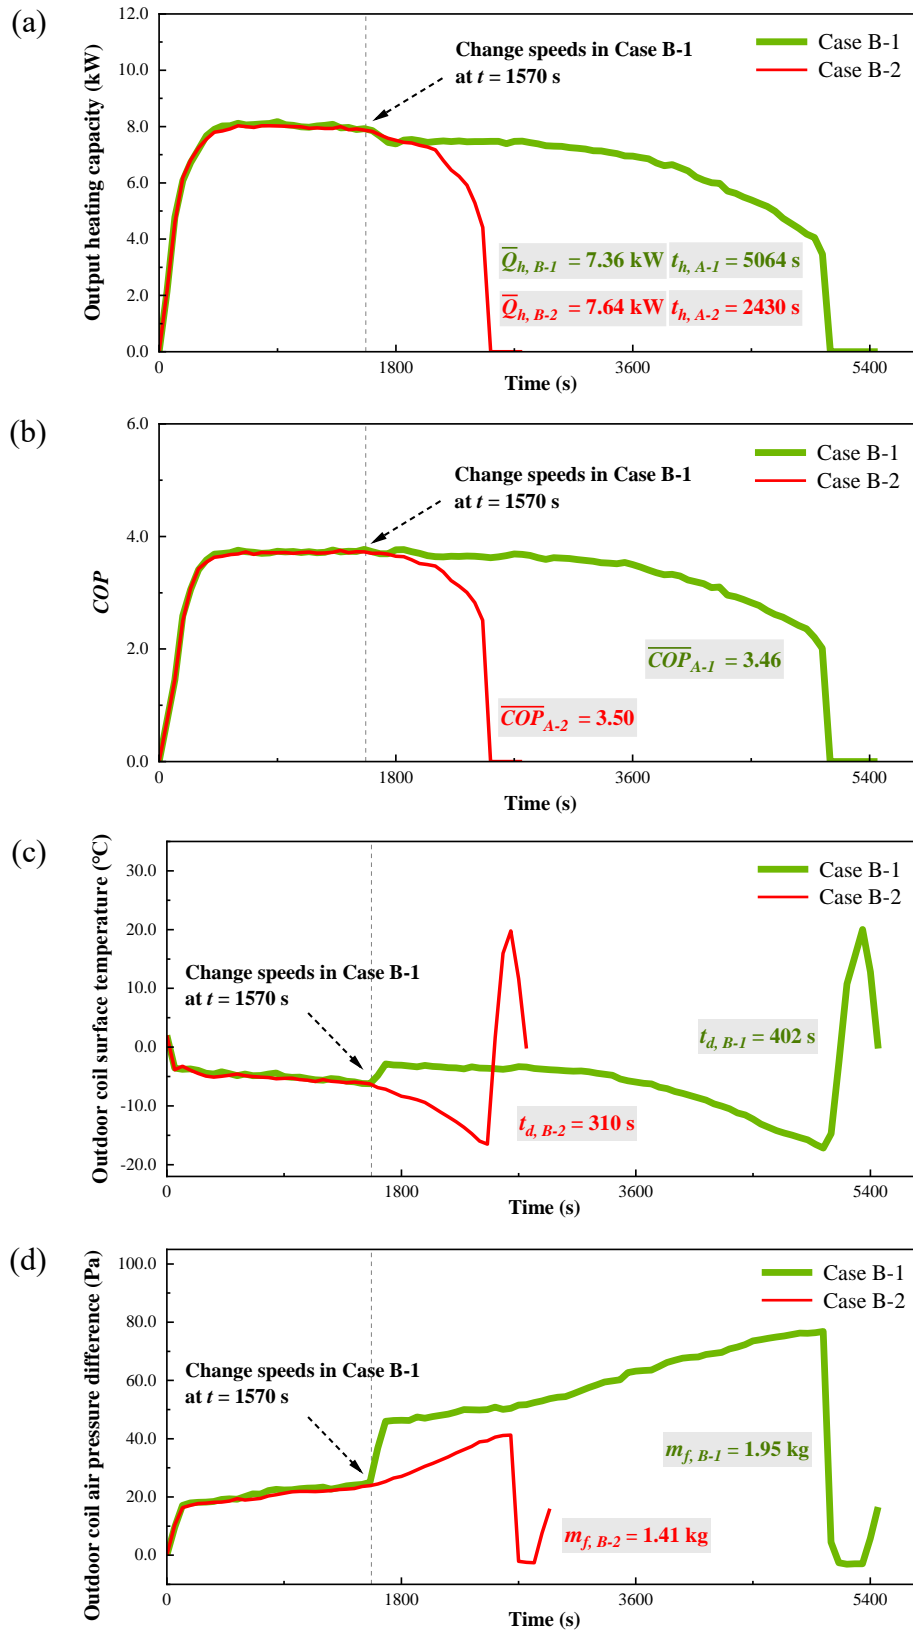 (a)
Output heating capacity (kW)
12.0
10.0
8.0
6.0
4.0
2.0
0.0
Change speeds in Case B-1
at t = 1570 s
Case B-1
Case B-2
Q̅h, B-1 = 7.36 kW th, A-1 = 5064 s
Q̅h, B-2 = 7.64 kW th, A-2 = 2430 s
0 1800 3600 5400
Time (s)
(b)
COP
6.0
4.0
2.0
0.0
Change speeds in Case B-1
at t = 1570 s
Case B-1
Case B-2
C̅O̅P̅A-1 = 3.46
C̅O̅P̅A-2 = 3.50
0 1800 3600 5400
Time (s)
(c)
Outdoor coil surface temperature (°C)
30.0
20.0
10.0
0.0
-10.0
-20.0
Case B-1
Case B-2
Change speeds in Case B-1
at t = 1570 s
td, B-1 = 402 s
td, B-2 = 310 s
0 1800 3600 5400
Time (s)
(d)
Outdoor coil air pressure difference (Pa)
100.0
80.0
60.0
40.0
20.0
0.0
Case B-1
Case B-2
Change speeds in Case B-1
at t = 1570 s
mf, B-1 = 1.95 kg
mf, B-2 = 1.41 kg
0 1800 3600 5400
Time (s)